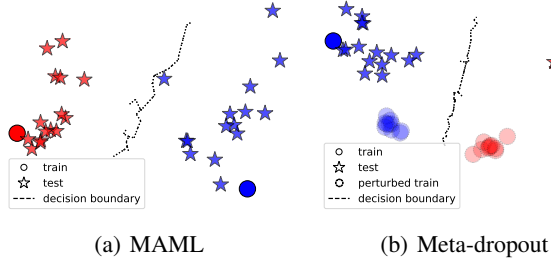 train
test
decision boundary
train
test
perturbed train
decision boundary
(a) MAML
(b) Meta-dropout